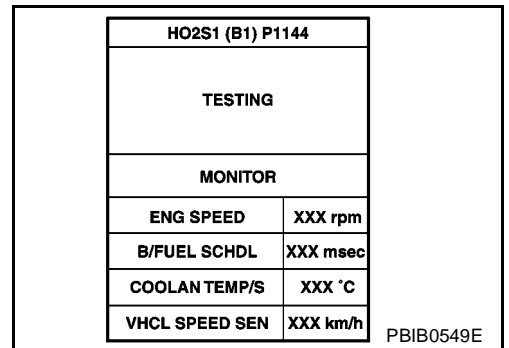 HO2S1 (B1) P1144
TESTING
MONITOR
ENG SPEED XXX rpm
B/FUEL SCHDL XXX msec
COOLAN TEMP/S XXX °C
VHCL SPEED SEN XXX km/h
PBIB0549E